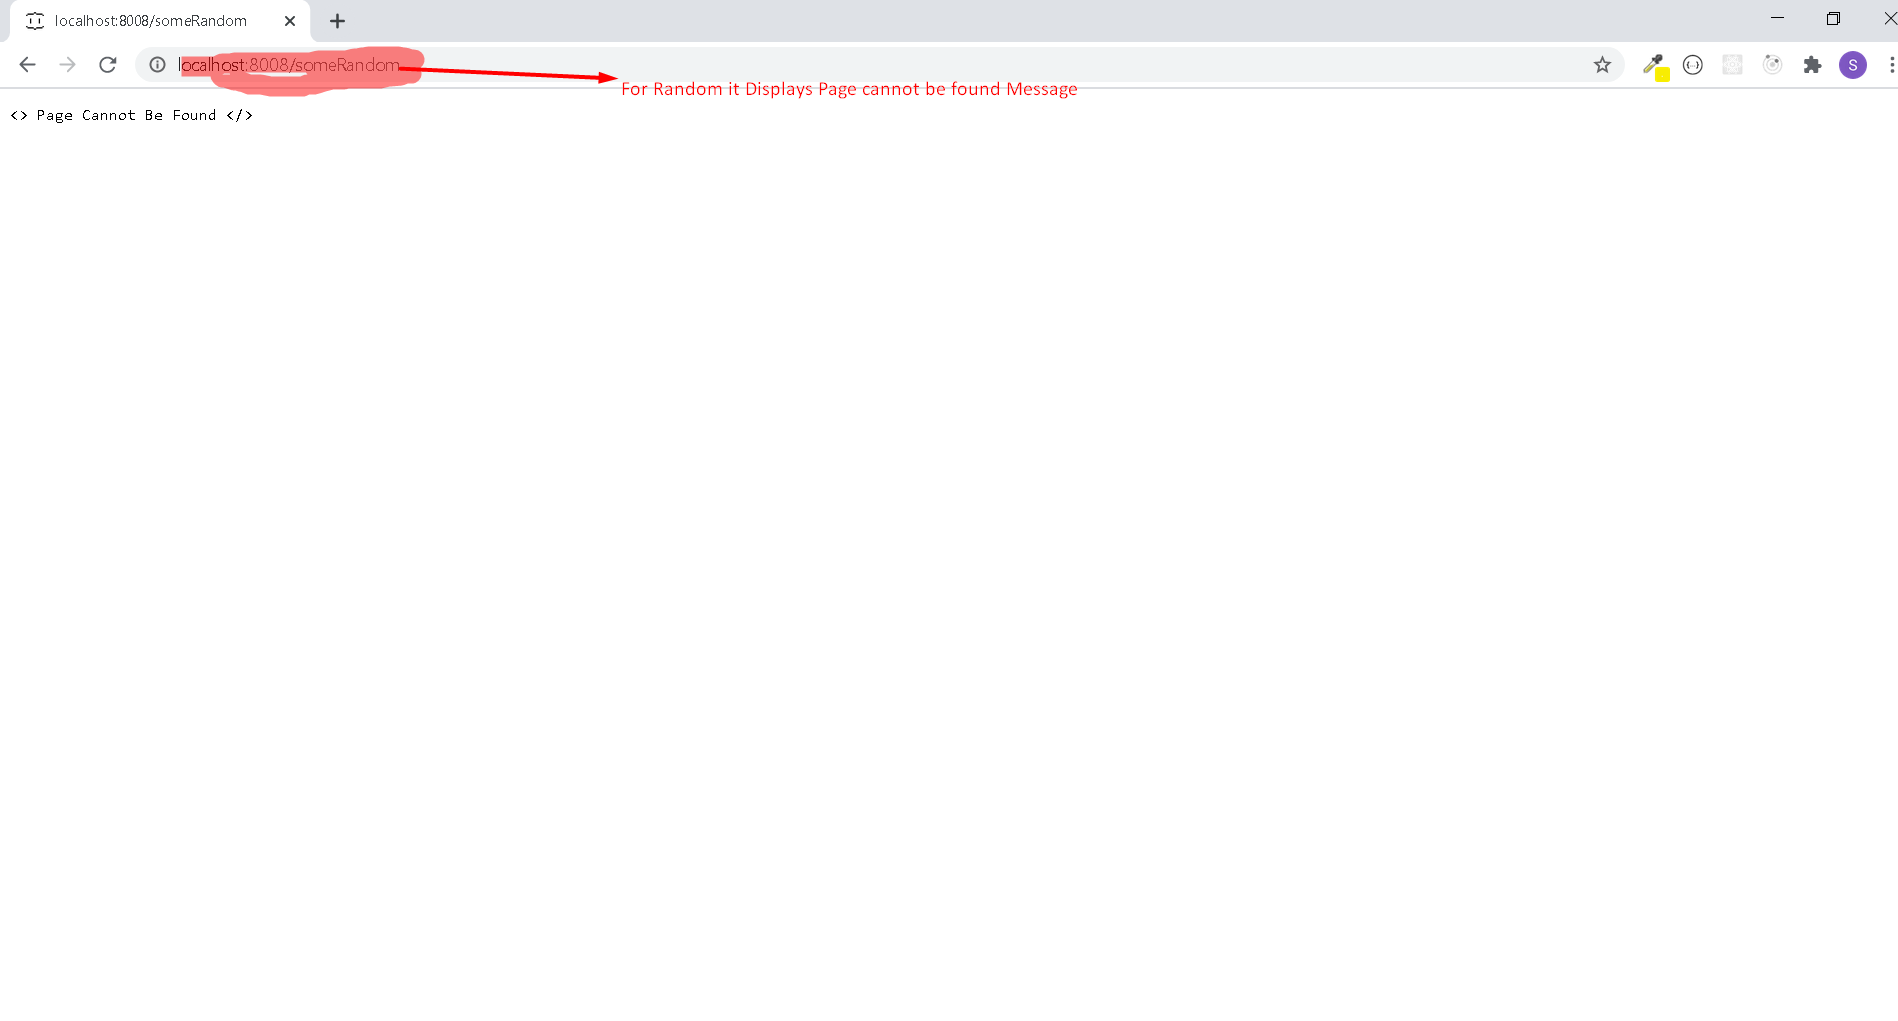 localhost:8008/someRandom
localhost:8008/someRandom
S
For Random it Displays Page cannot be found Message
<> Page Cannot Be Found </>